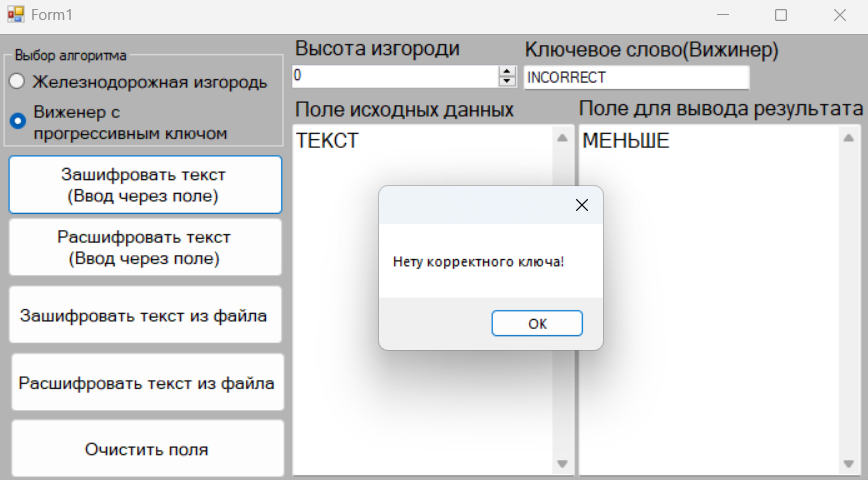 Form1
Выбор алгоритма
Железнодорожная изгородь
Виженер с
прогрессивным ключом
Зашифровать текст
(Ввод через поле)
Расшифровать текст
(Ввод через поле)
Зашифровать текст из файла
Расшифровать текст из файла
Очистить поля
Высота изгороди
0
Ключевое слово(Вижинер)
INCORRECT
Поле исходных данных
ТЕКСТ
Поле для вывода результата
МЕНЬШЕ
Нету корректного ключа!
ОК